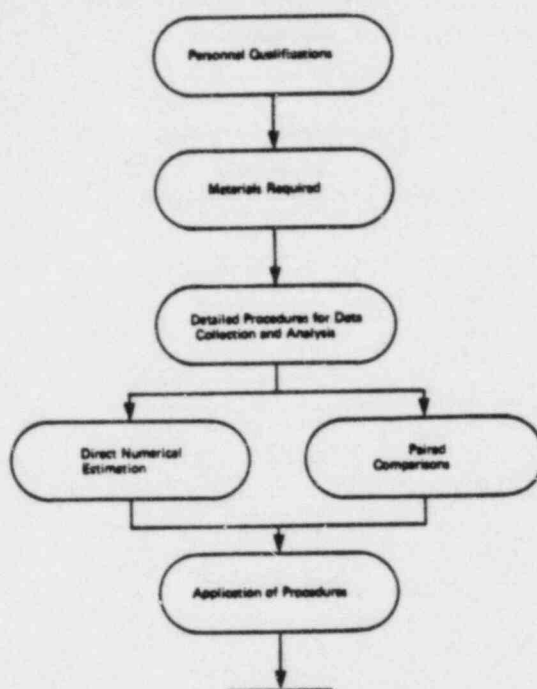 Personnel Qualifications
Materials Required
Detailed Procedures for Data
Collection and Analysis
Direct Numerical
Estimation
Paired
Comparisons
Application of Procedures